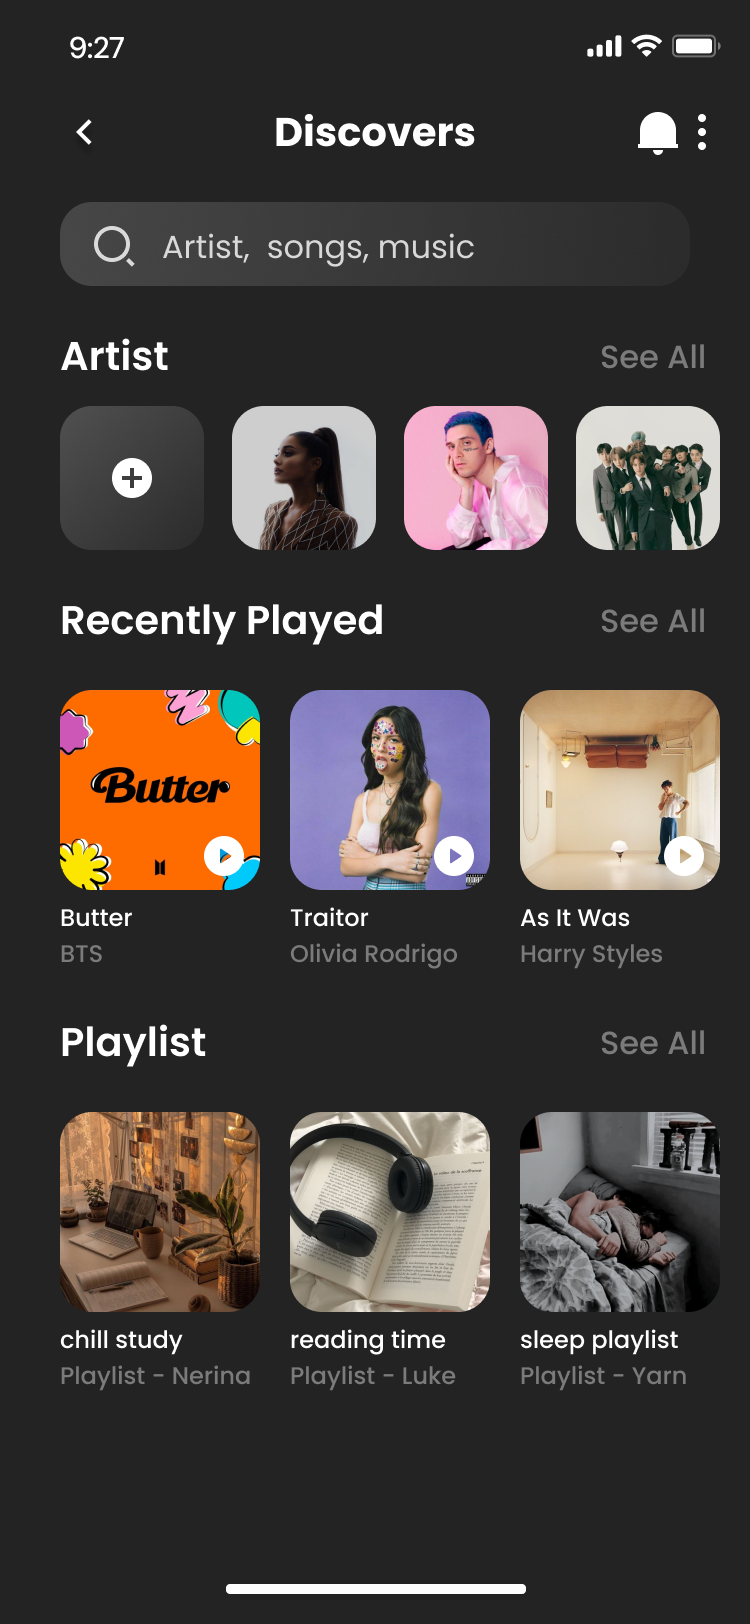 9:27
Discovers
Artist,  songs, music
Artist
See All
Recently Played
See All
Butter
Butter
BTS
Traitor
Olivia Rodrigo
As It Was
Harry Styles
Playlist
See All
chill study
Playlist - Nerina
reading time
Playlist - Luke
sleep playlist
Playlist - Yarn